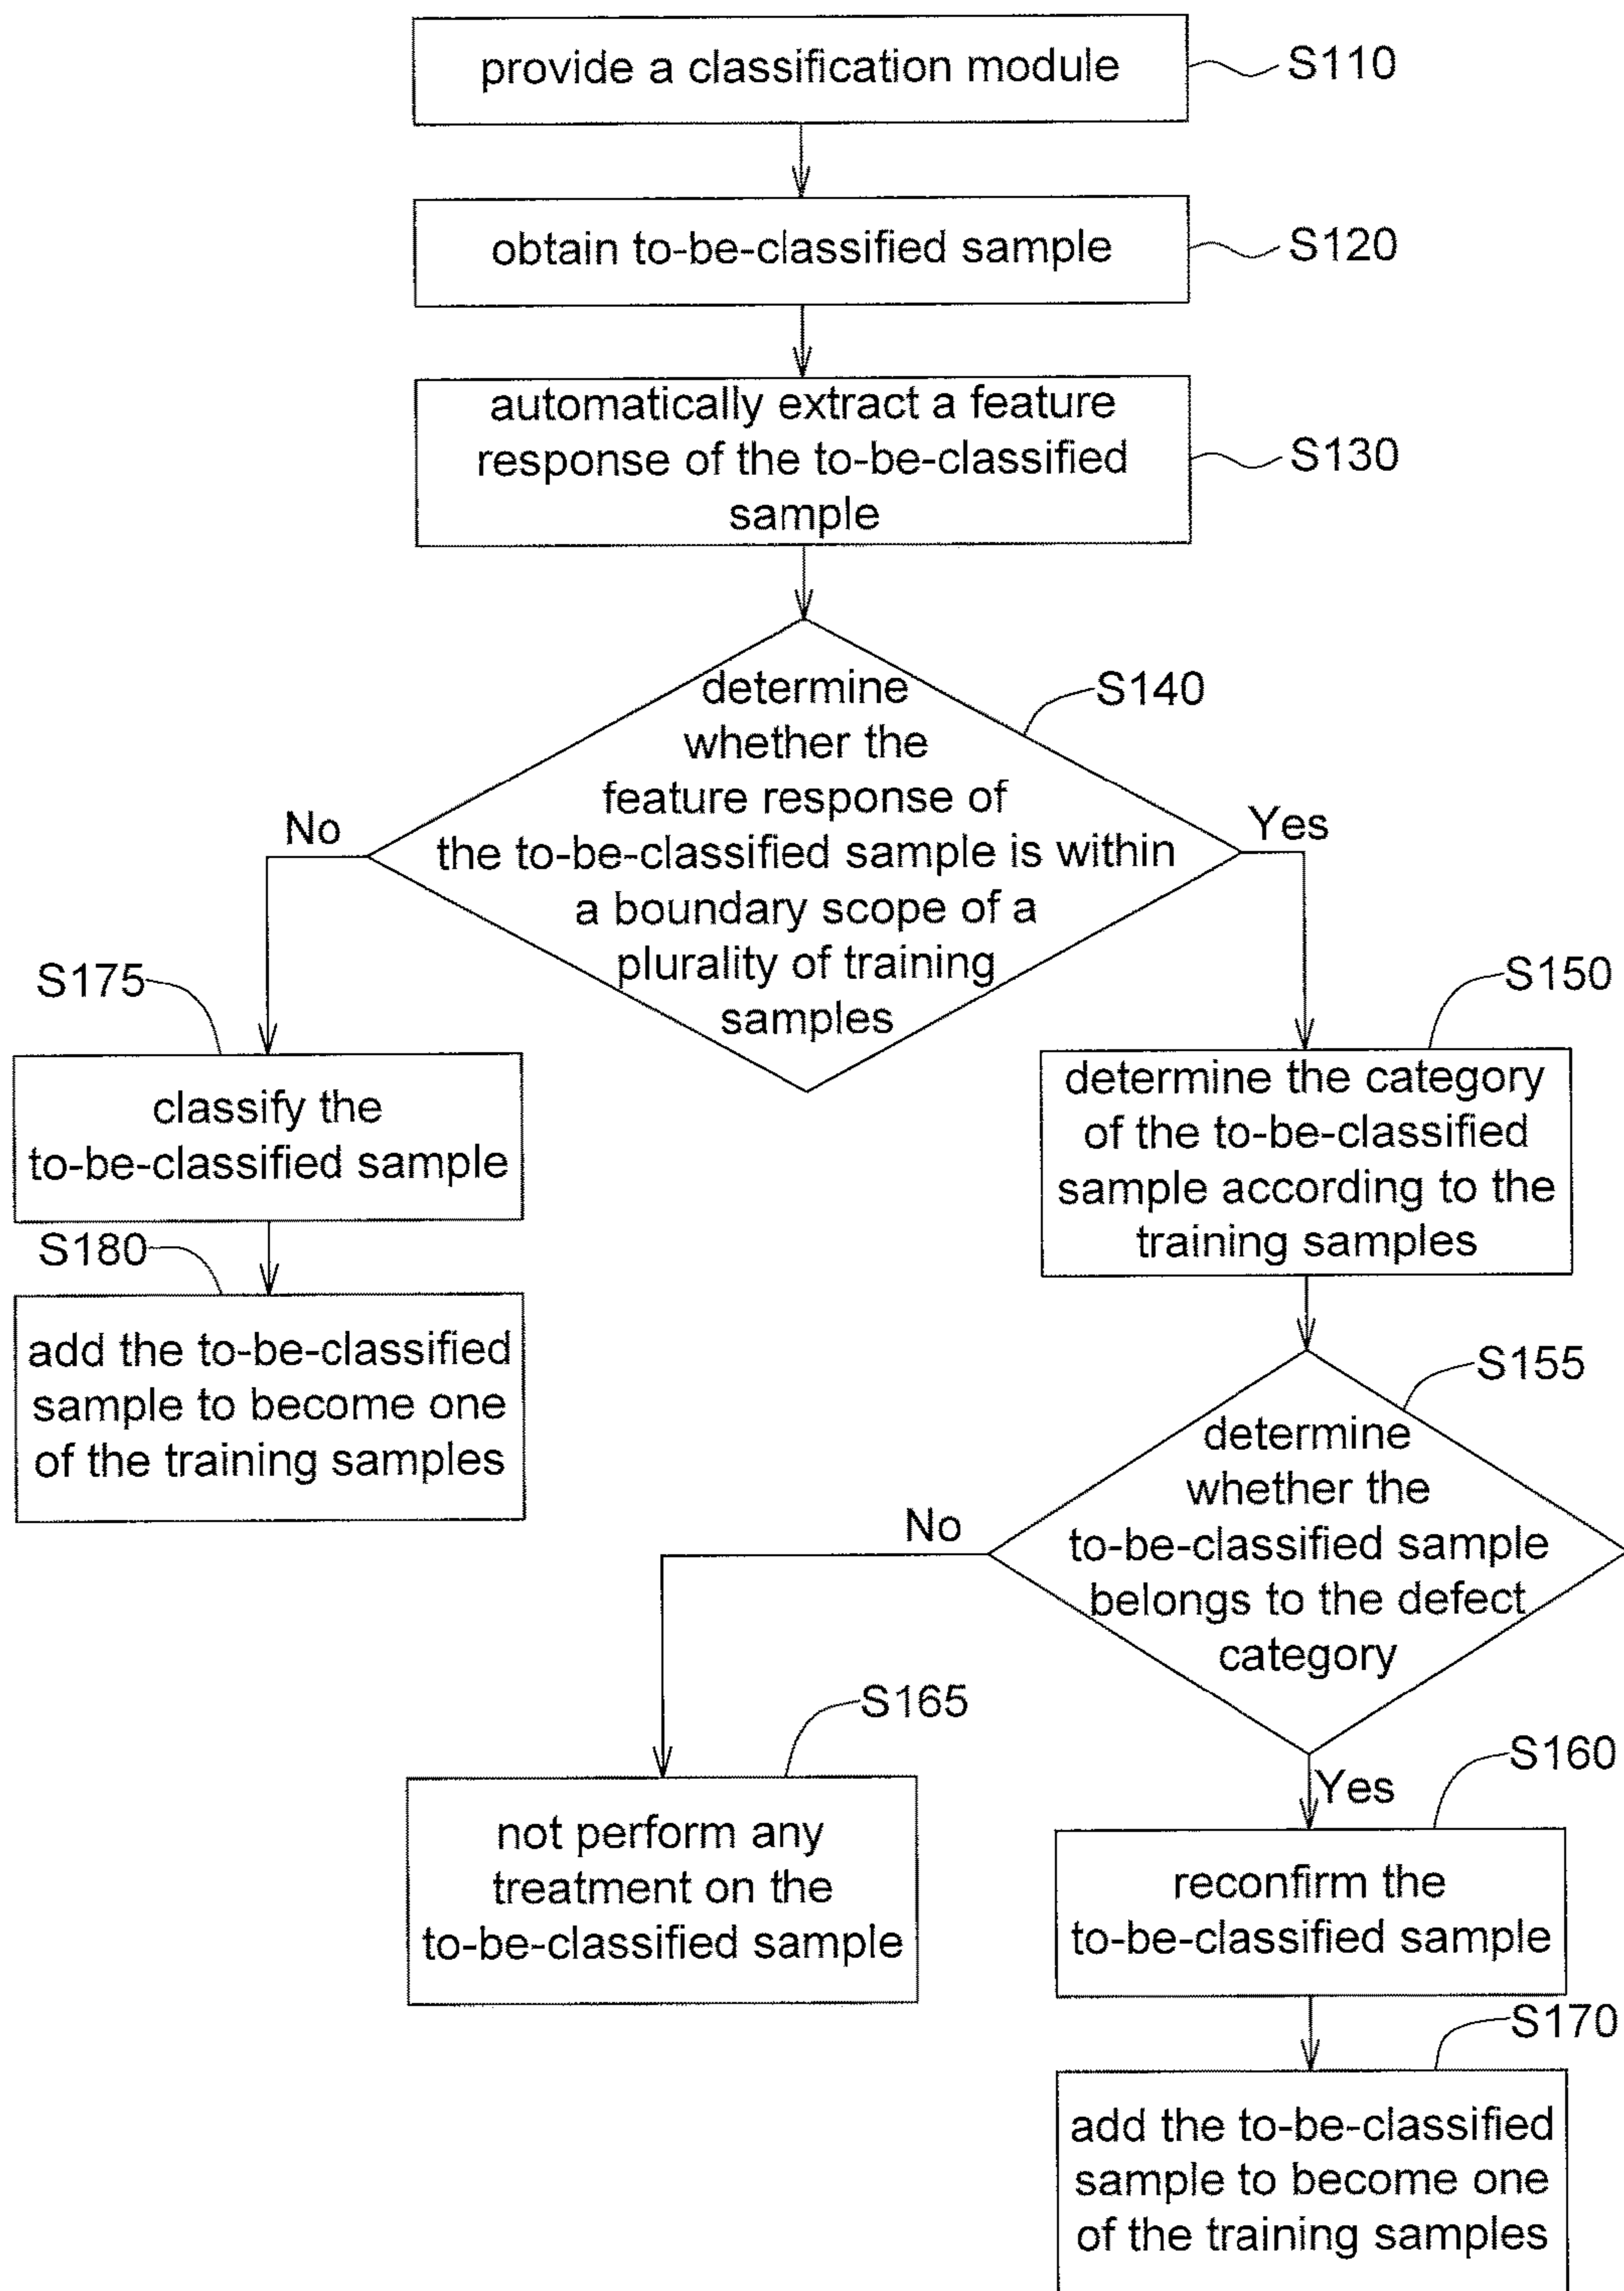 provide a classification module
S110
obtain to-be-classified sample
S120
automatically extract a feature
response of the to-be-classified
sample
S130
determine
whether the
feature response of
the to-be-classified sample is within
a boundary scope of a
plurality of training
samples
S140
No
Yes
S175
classify the
to-be-classified sample
S180
add the to-be-classified
sample to become one
of the training samples
S150
determine the category
of the to-be-classified
sample according to the
training samples
S155
determine
whether the
to-be-classified sample
belongs to the defect
category
No
S165
not perform any
treatment on the
to-be-classified sample
Yes
S160
reconfirm the
to-be-classified sample
S170
add the to-be-classified
sample to become one
of the training samples